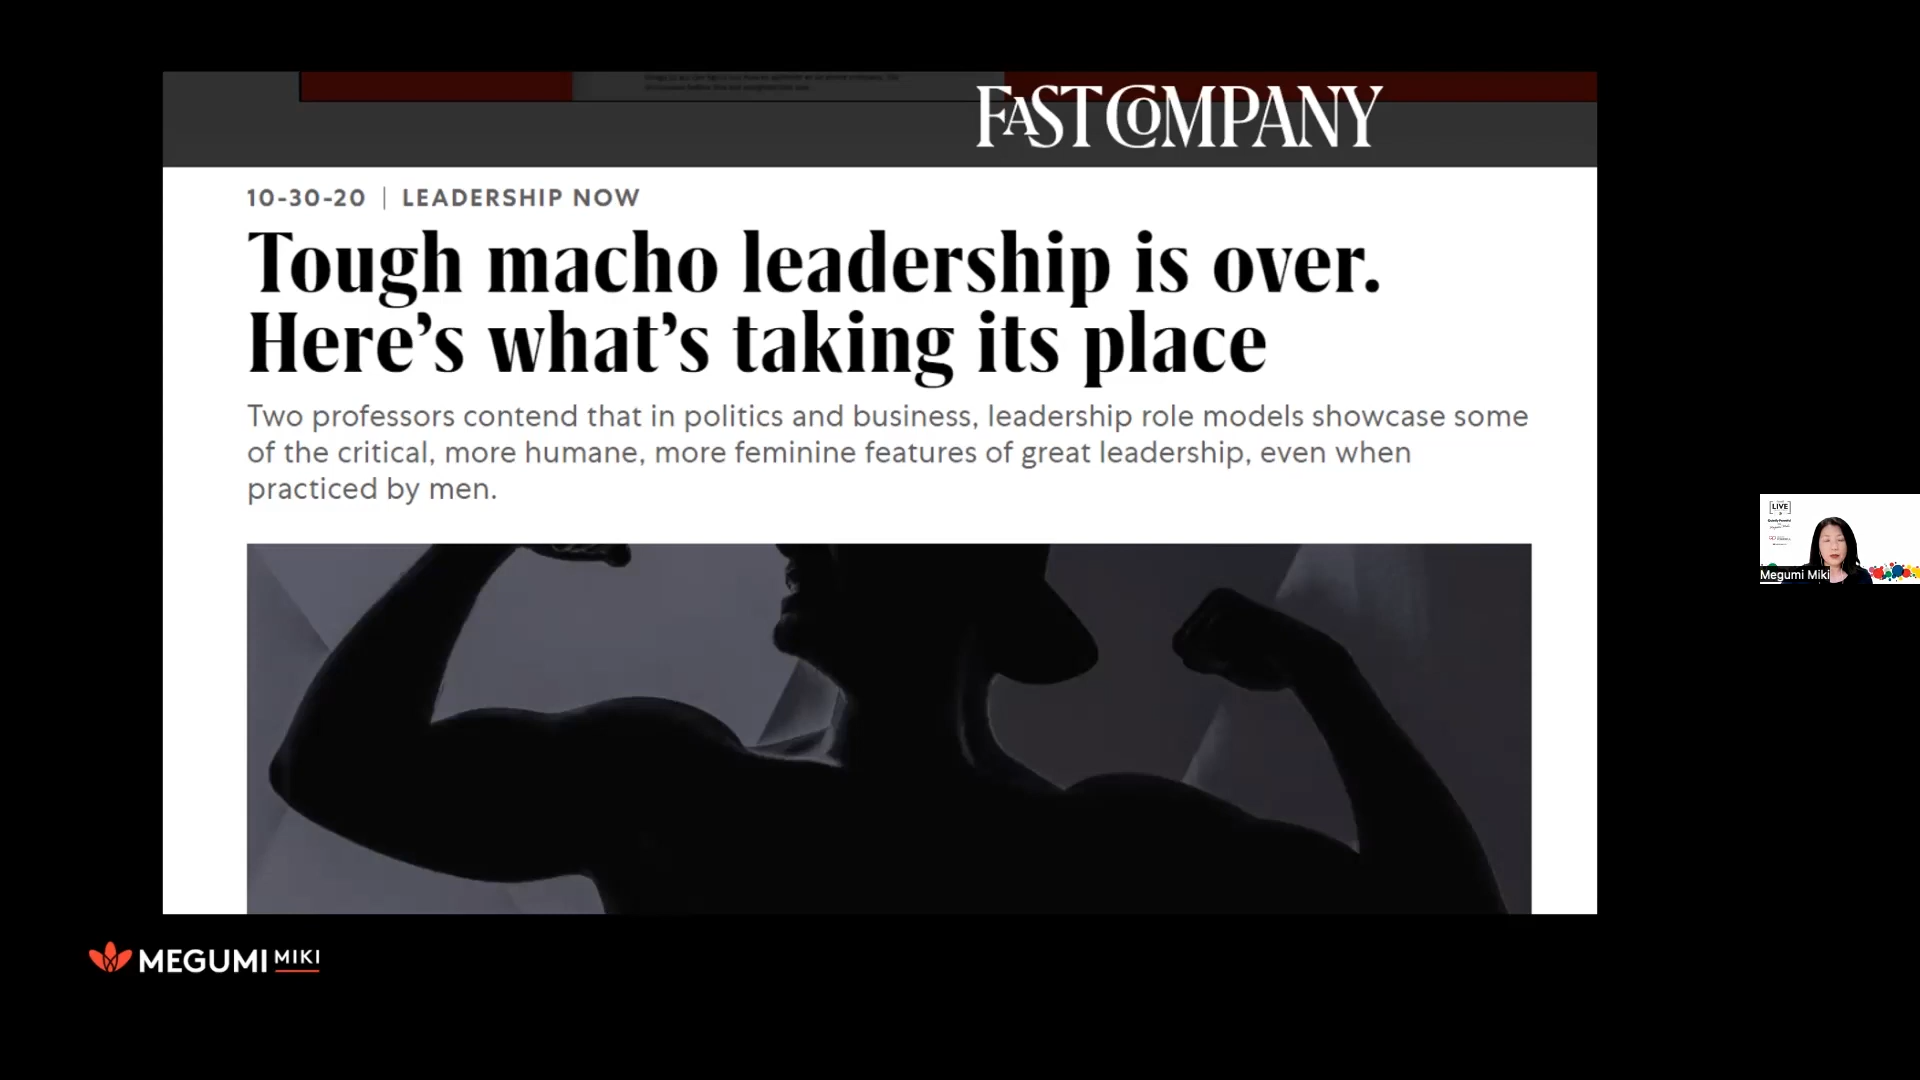 FAST COMPANY
10-30-20 | LEADERSHIP NOW
Tough macho leadership is over.
Here’s what’s taking its place
Two professors contend that in politics and business, leadership role models showcase some
of the critical, more humane, more feminine features of great leadership, even when
practiced by men.
[LIVE]
Megumi Miki
MEGUMI MIKI